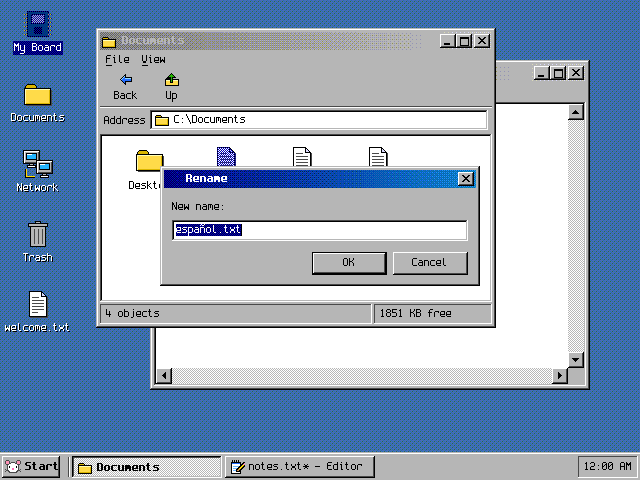 My Board
Documents
Network
Trash
welcome.txt
Documents
File View
Back Up
Address C:\Documents
Rename
New name:
español.txt
OK Cancel
4 objects 1851 KB free
Start Documents notes.txt* - Editor 12:00 AM